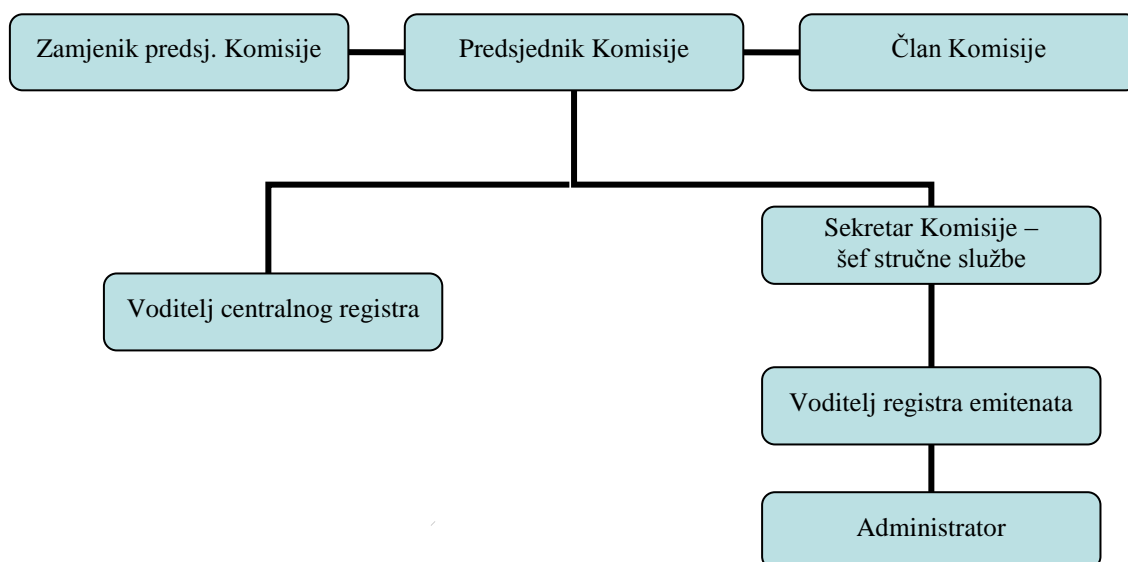 Zamjenik predsj. Komisije
Predsjednik Komisije
Član Komisije
Sekretar Komisije –
šef stručne službe
Voditelj centralnog registra
Voditelj registra emitenata
Administrator